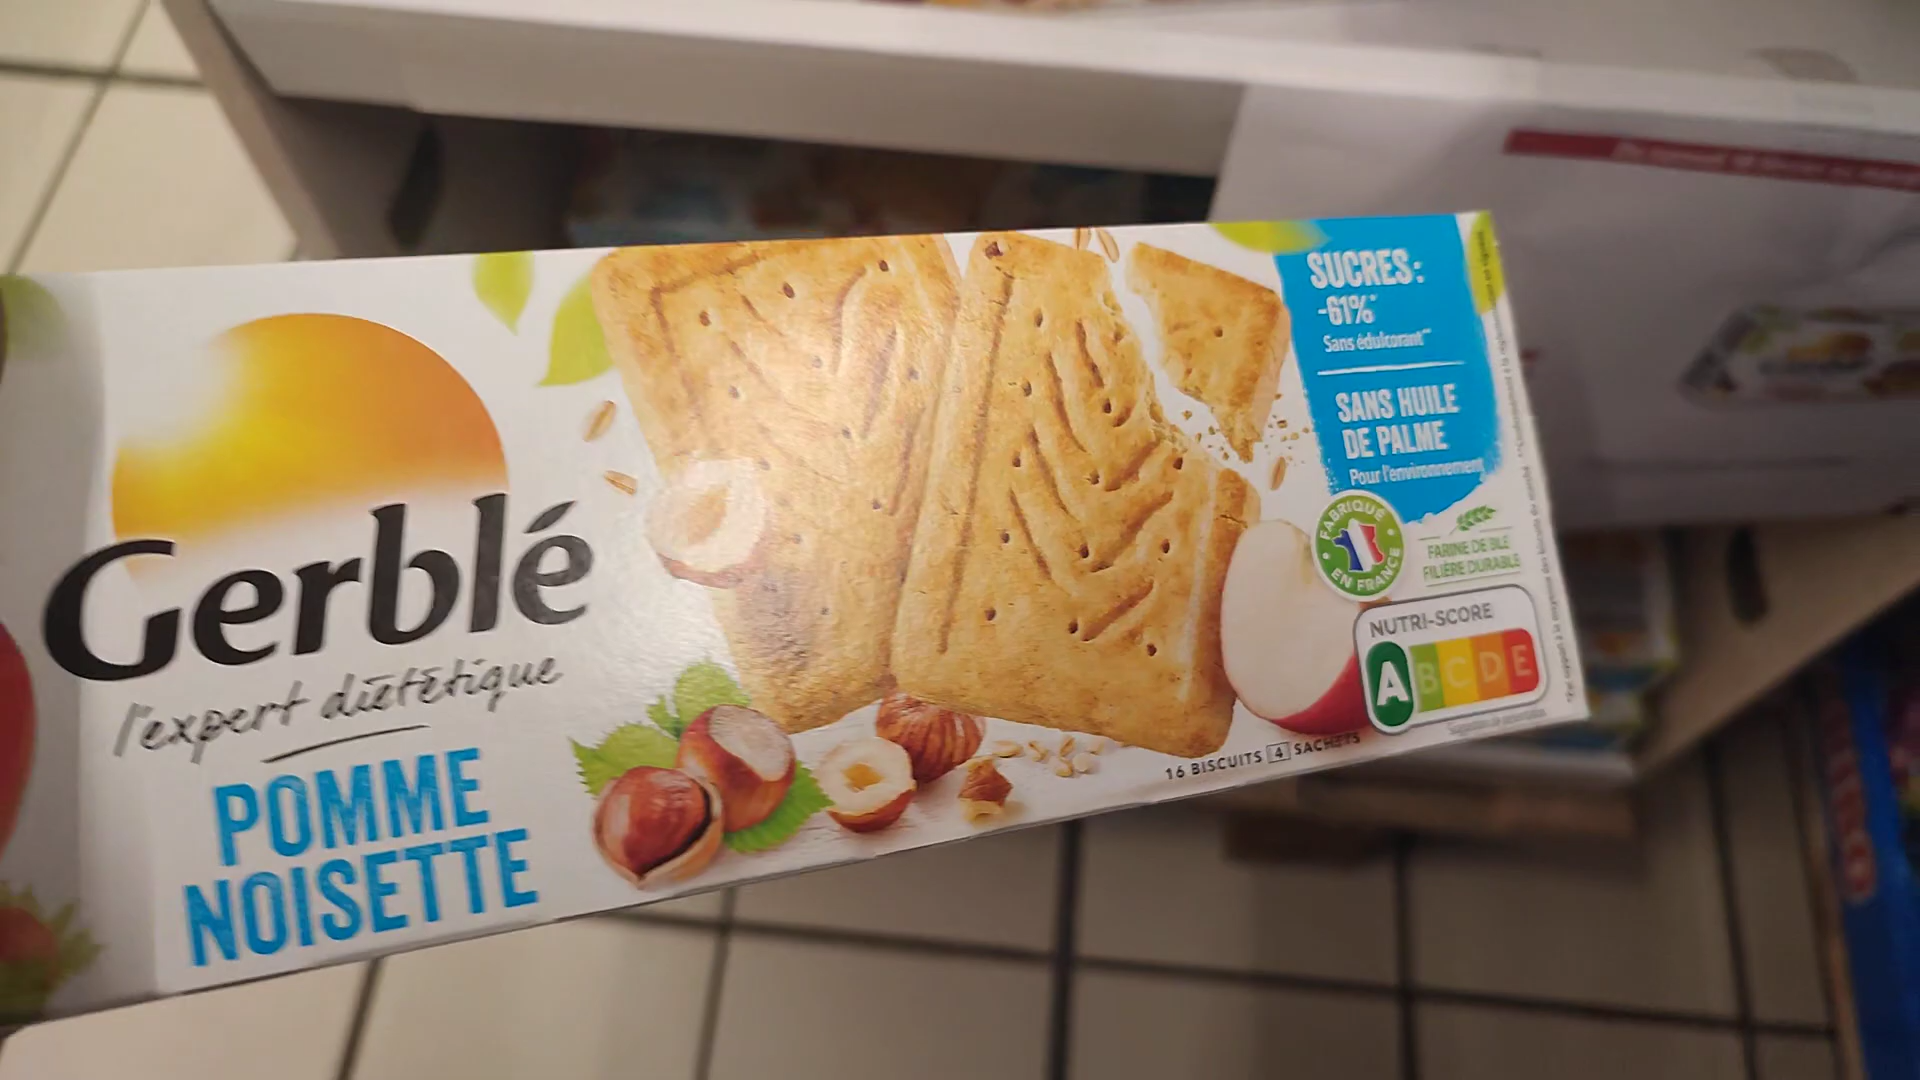 Gerblé
l'expert diététique
POMME
NOISETTE
SUCRES:
-61%*
Sans édulcorant**
SANS HUILE
DE PALME
Pour l'environnement
FABRIQUÉ
EN FRANCE
FARINE DE BLÉ
FILIÈRE DURABLE
NUTRI-SCORE
A B C D E
16 BISCUITS 4 SACHETS